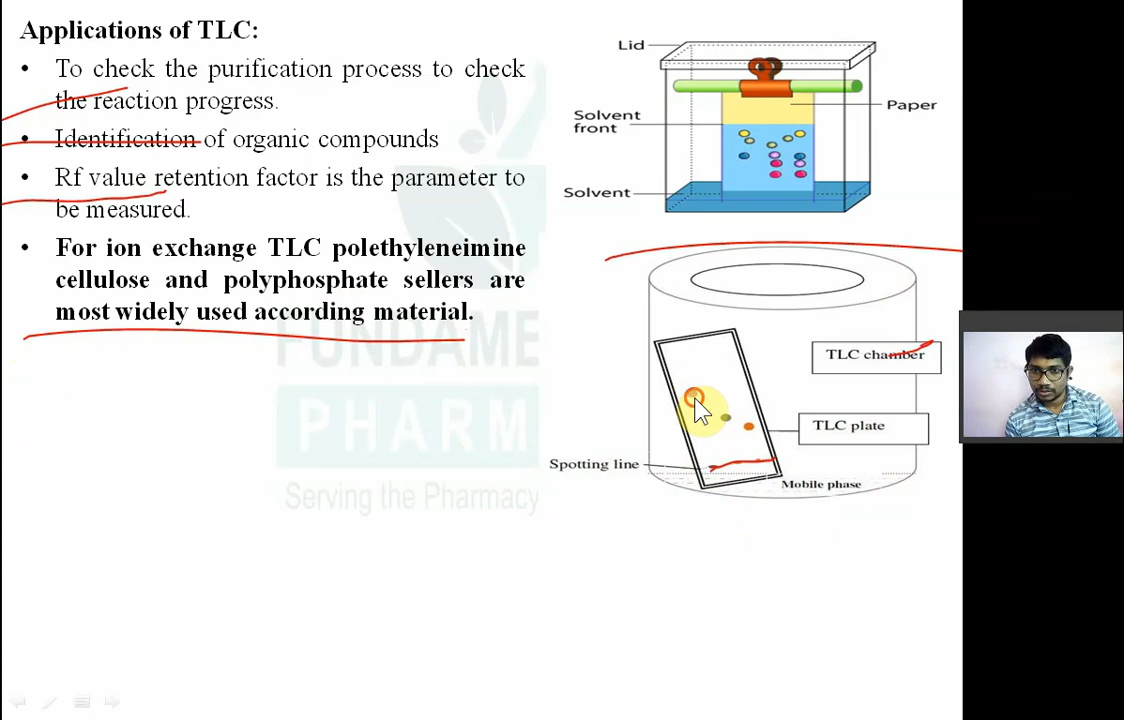 Applications of TLC:
• To check the purification process to check
the reaction progress.
• Identification of organic compounds
• Rf value retention factor is the parameter to
be measured.
• For ion exchange TLC polethyleneimine
cellulose and polyphosphate sellers are
most widely used according material.
Lid
Paper
Solvent
front
Solvent
TLC chamber
TLC plate
Spotting line
Mobile phase
FUNDAME
PHARM
Serving the Pharmacy